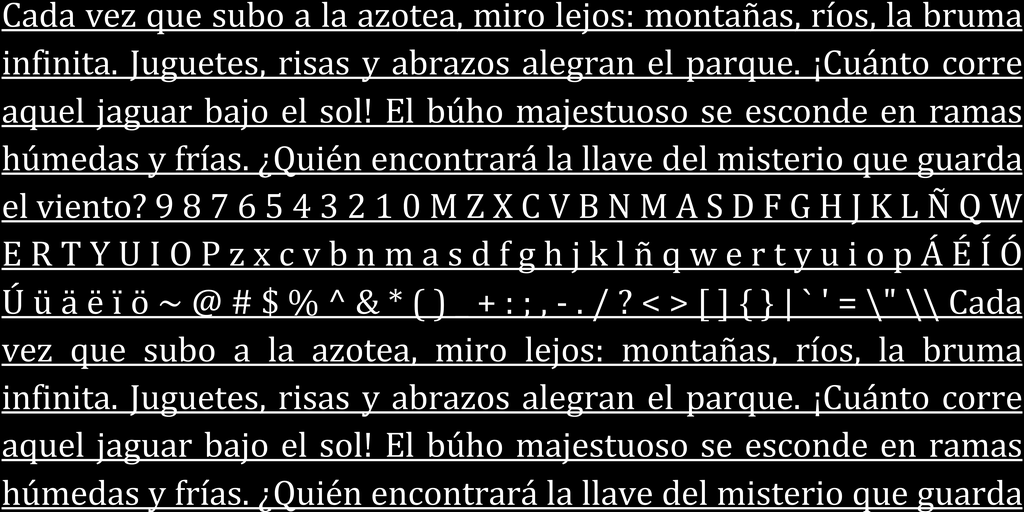 Cada vez que subo a la azotea, miro lejos: montañas, ríos, la bruma
infinita. Juguetes, risas y abrazos alegran el parque. ¡Cuánto corre
aquel jaguar bajo el sol! El búho majestuoso se esconde en ramas
húmedas y frías. ¿Quién encontrará la llave del misterio que guarda
el viento? 9 8 7 6 5 4 3 2 1 0 M Z X C V B N M A S D F G H J K L Ñ Q W
E R T Y U I O P z x c v b n m a s d f g h j k l ñ q w e r t y u i o p Á É Í Ó
Ú ü ä ë ï ö ~ @ # $ % ^ & * ( ) _ + : ; , - . / ? < > [ ] { } | ` ' = \" \\ Cada
vez que subo a la azotea, miro lejos: montañas, ríos, la bruma
infinita. Juguetes, risas y abrazos alegran el parque. ¡Cuánto corre
aquel jaguar bajo el sol! El búho majestuoso se esconde en ramas
húmedas y frías. ¿Quién encontrará la llave del misterio que guarda